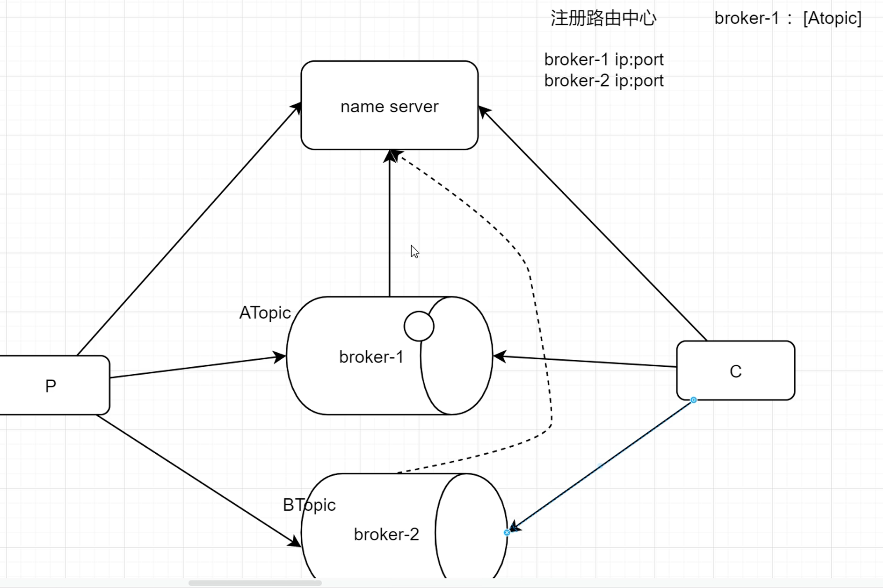 注册路由中心
broker-1 : [Atopic]
broker-1 ip:port
broker-2 ip:port
name server
ATopic
broker-1
P
C
BTopic
broker-2